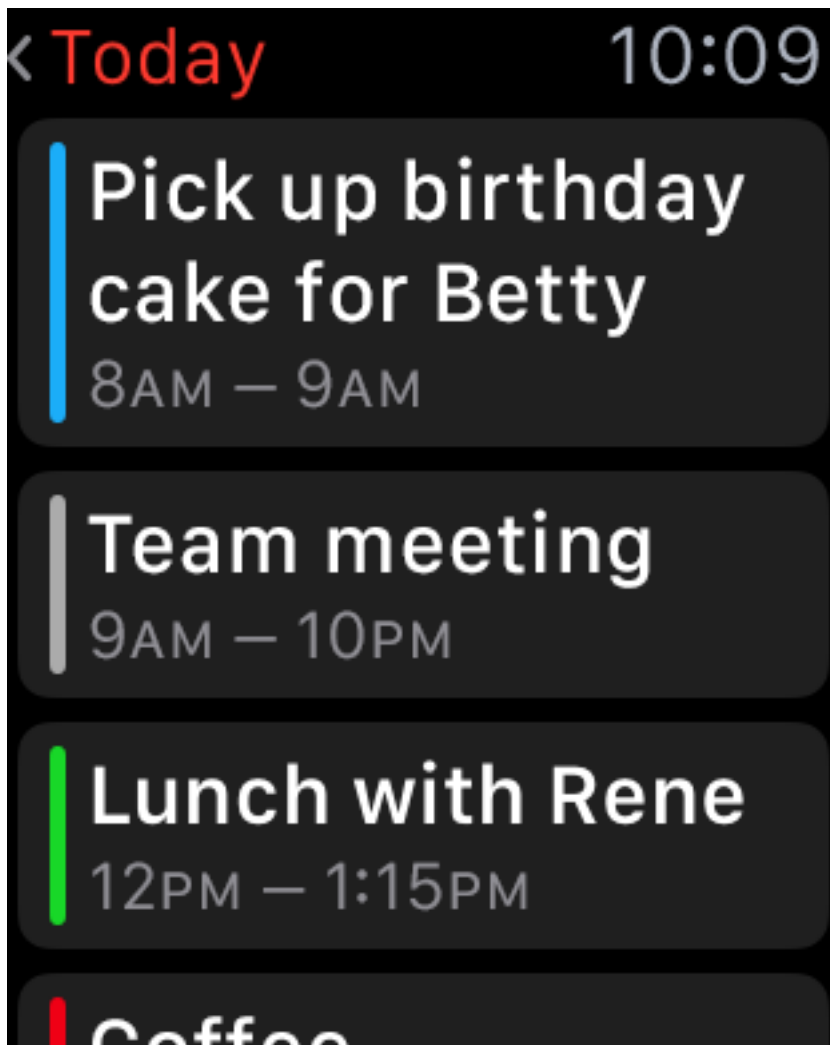 < Today 10:09
Pick up birthday
cake for Betty
8AM – 9AM
Team meeting
9AM – 10PM
Lunch with Rene
12PM – 1:15PM
Coffee